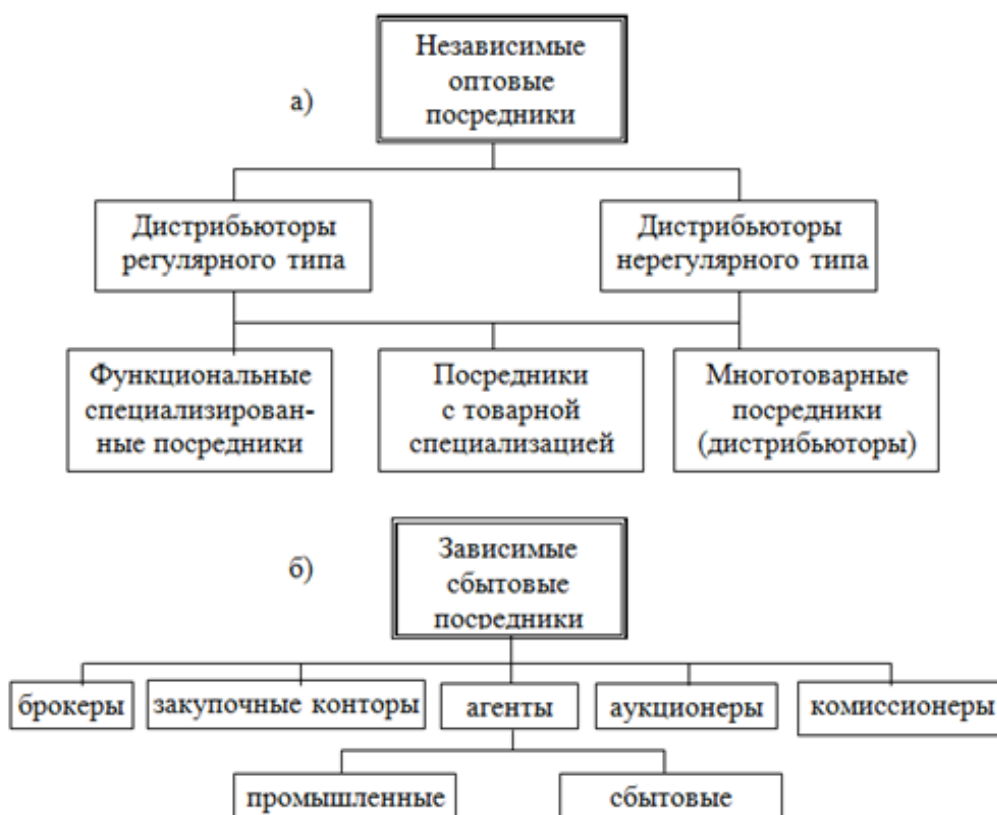 а)
Независимые
оптовые
посредники
Дистрибьюторы
регулярного типа
Дистрибьюторы
нерегулярного типа
Функциональные
специализирован-
ные посредники
Посредники
с товарной
специализацией
Многотоварные
посредники
(дистрибьюторы)
б)
Зависимые
сбытовые
посредники
брокеры
закупочные конторы
агенты
аукционеры
комиссионеры
промышленные
сбытовые